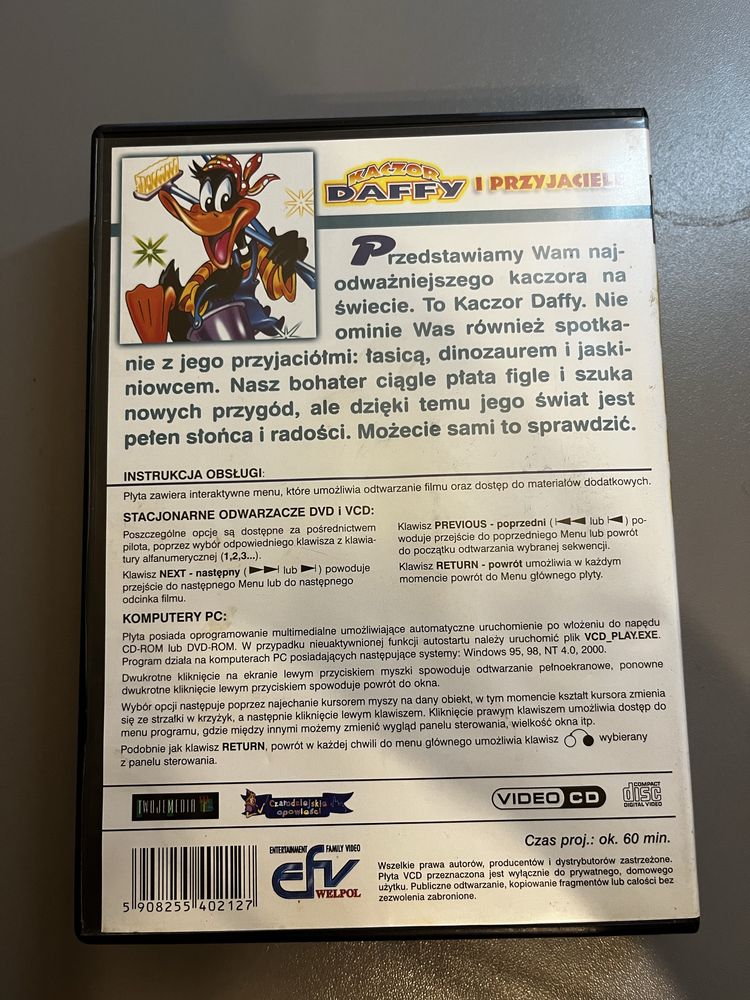 KACZOR
DAFFY I PRZYJACIELE
Przedstawiamy Wam naj-
odważniejszego kaczora na
świecie. To Kaczor Daffy. Nie
ominie Was również spotka-
nie z jego przyjaciółmi: łasicą, dinozaurem i jaski-
niowcem. Nasz bohater ciągle płata figle i szuka
nowych przygód, ale dzięki temu jego świat jest
pełen słońca i radości. Możecie sami to sprawdzić.
INSTRUKCJA OBSŁUGI:
Płyta zawiera interaktywne menu, które umożliwia odtwarzanie filmu oraz dostęp do materiałów dodatkowych.
STACJONARNE ODWARZACZE DVD i VCD:
Poszczególne opcje są dostępne za pośrednictwem
pilota, poprzez wybór odpowiedniego klawisza z klawia-
tury alfanumerycznej (1,2,3...).
Klawisz NEXT - następny ( lub ) powoduje
przejście do następnego Menu lub do następnego
odcinka filmu.
Klawisz PREVIOUS - poprzedni ( lub ) po-
woduje przejście do poprzedniego Menu lub powrót
do początku odtwarzania wybranej sekwencji.
Klawisz RETURN - powrót umożliwia w każdym
momencie powrót do Menu głównego płyty.
KOMPUTERY PC:
Płyta posiada oprogramowanie multimedialne umożliwiające automatyczne uruchomienie po włożeniu do napędu
CD-ROM lub DVD-ROM. W przypadku nieuaktywnionej funkcji autostartu należy uruchomić plik VCD_PLAY.EXE.
Program działa na komputerach PC posiadających następujące systemy: Windows 95, 98, NT 4.0, 2000.
Dwukrotne kliknięcie na ekranie lewym przyciskiem myszki spowoduje odtwarzanie pełnoekranowe, ponowne
dwukrotne kliknięcie lewym przyciskiem spowoduje powrót do okna.
Wybór opcji następuje poprzez najechanie kursorem myszy na dany obiekt, w tym momencie kształt kursora zmienia
się ze strzałki w krzyżyk, a następnie kliknięcie lewym klawiszem. Kliknięcie prawym klawiszem umożliwia dostęp do
menu programu, gdzie między innymi możemy zmienić wygląd panelu sterowania, wielkość okna itp.
Podobnie jak klawisz RETURN, powrót w każdej chwili do menu głównego umożliwia klawisz wybierany
z panelu sterowania.
TWOJEMEDIA
Czarodziejskie
opowieści
VIDEO CD
COMPACT
disc
DIGITAL VIDEO
Czas proj.: ok. 60 min.
5 908255 402127
ENTERTAINMENT FAMILY VIDEO
efv
WELPOL
Wszelkie prawa autorów, producentów i dystrybutorów zastrzeżone.
Płyta VCD przeznaczona jest wyłącznie do prywatnego, domowego
użytku. Publiczne odtwarzanie, kopiowanie fragmentów lub całości bez
zezwolenia zabronione.